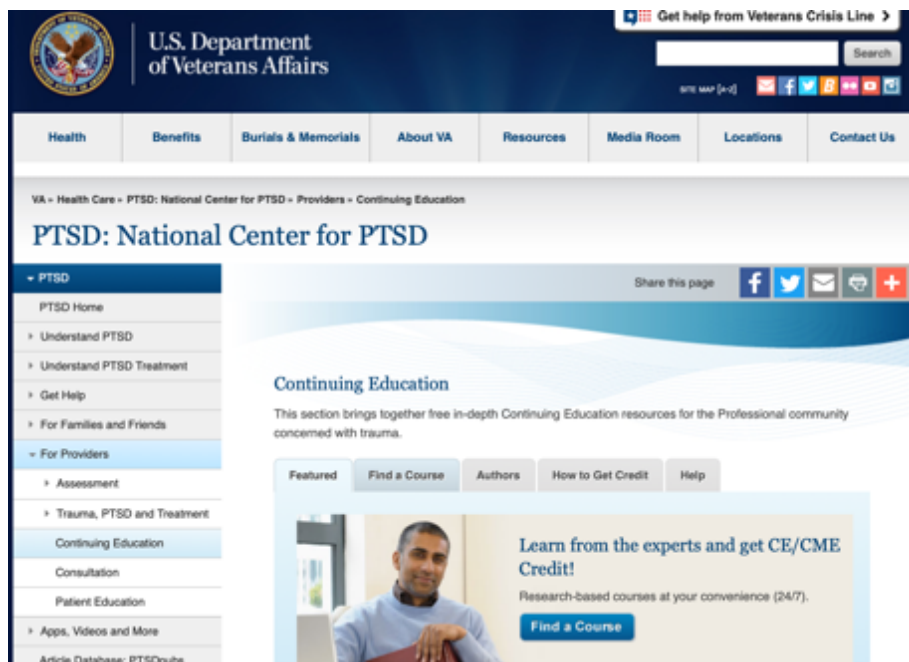 Get help from Veterans Crisis Line
U.S. Department
of Veterans Affairs
Search
SITE MAP [A-Z]
Health
Benefits
Burials & Memorials
About VA
Resources
Media Room
Locations
Contact Us
VA » Health Care » PTSD: National Center for PTSD » Providers » Continuing Education
PTSD: National Center for PTSD
PTSD
Share this page
PTSD Home
Understand PTSD
Understand PTSD Treatment
Get Help
For Families and Friends
For Providers
Assessment
Trauma, PTSD and Treatment
Continuing Education
Consultation
Patient Education
Apps, Videos and More
Article Database: PTSDpubs
Continuing Education
This section brings together free in-depth Continuing Education resources for the Professional community
concerned with trauma.
Featured
Find a Course
Authors
How to Get Credit
Help
Learn from the experts and get CE/CME
Credit!
Research-based courses at your convenience (24/7).
Find a Course